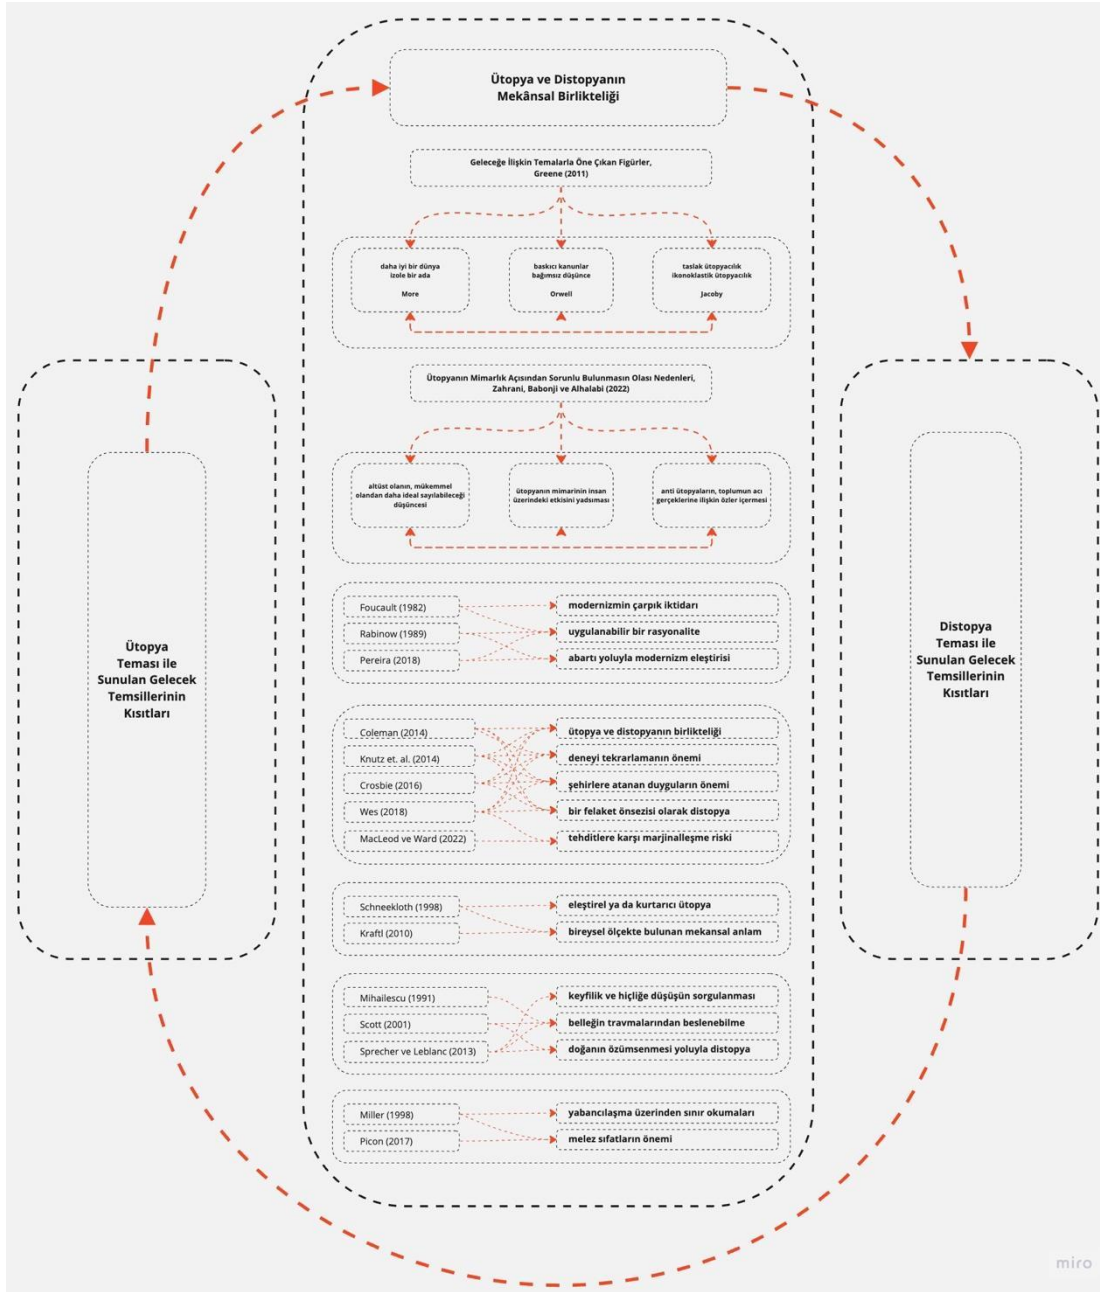 Ütopya ve Distopyanın
Mekânsal Birlikteliği
Geleceğe İlişkin Temalarla Öne Çıkan Figürler,
Greene (2011)
daha iyi bir dünya
izole bir ada
More
baskıcı kanunlar
bağımsız düşünce
Orwell
taslak ütopyacılık
ikonoklastik ütopyacılık
Jacoby
Ütopyanın Mimarlık Açısından Sorunlu Bulunmasın Olası Nedenleri,
Zahrani, Babonji ve Alhalabi (2022)
altüst olanın, mükemmel
olandan daha ideal sayılabileceği
düşüncesi
ütopyanın mimarinin insan
üzerindeki etkisini yadsıması
anti ütopyaların, toplumun acı
gerçeklerine ilişkin özler içermesi
Foucault (1982)
modernizmin çarpık iktidarı
Rabinow (1989)
uygulanabilir bir rasyonalite
Pereira (2018)
abartı yoluyla modernizm eleştirisi
Coleman (2014)
ütopya ve distopyanın birlikteliği
Knutz et. al. (2014)
deneyi tekrarlamanın önemi
Crosbie (2016)
şehirlere atanan duyguların önemi
Wes (2018)
bir felaket önsezisi olarak distopya
MacLeod ve Ward (2022)
tehditlere karşı marjinalleşme riski
Schneekloth (1998)
eleştirel ya da kurtarıcı ütopya
Kraftl (2010)
bireysel ölçekte bulunan mekansal anlam
Mihailescu (1991)
keyfilik ve hiçliğe düşüşün sorgulanması
Scott (2001)
belleğin travmalarından beslenebilme
Sprecher ve Leblanc (2013)
doğanın özümsenmesi yoluyla distopya
Miller (1998)
yabancılaşma üzerinden sınır okumaları
Picon (2017)
melez sıfatların önemi
Ütopya
Teması ile
Sunulan Gelecek
Temsillerinin
Kısıtları
Distopya
Teması ile
Sunulan Gelecek
Temsillerinin
Kısıtları
miro